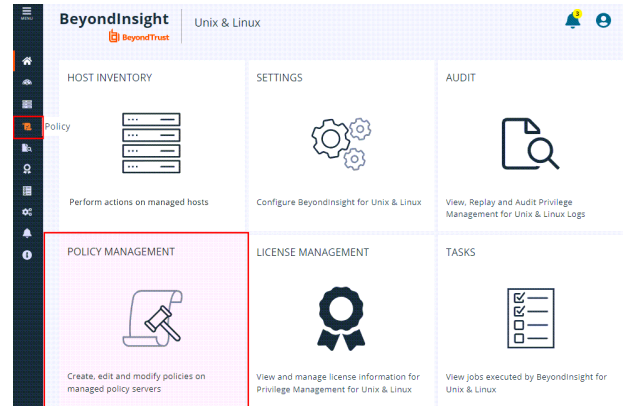 MENU
BeyondInsight
BeyondTrust
Unix & Linux
3
Policy
HOST INVENTORY
Perform actions on managed hosts
SETTINGS
Configure BeyondInsight for Unix & Linux
AUDIT
View, Replay and Audit Privilege
Management for Unix & Linux Logs
POLICY MANAGEMENT
Create, edit and modify policies on
managed policy servers
LICENSE MANAGEMENT
View and manage license information for
Privilege Management for Unix & Linux
TASKS
View jobs executed by BeyondInsight for
Unix & Linux